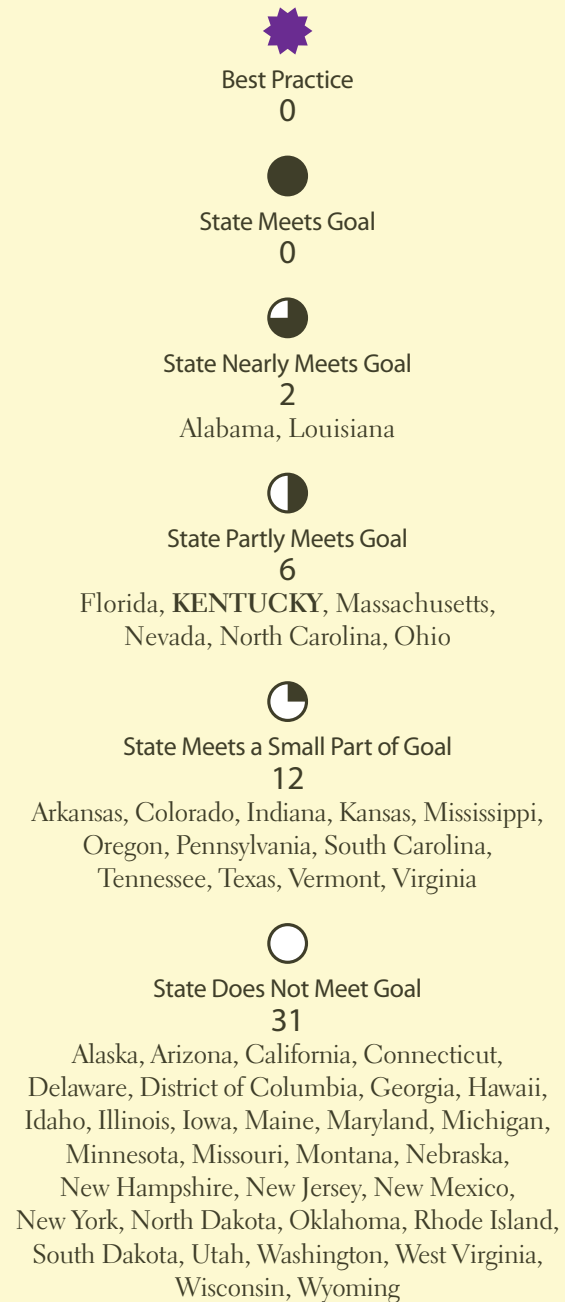 Best Practice
0
State Meets Goal
0
State Nearly Meets Goal
2
Alabama, Louisiana
State Partly Meets Goal
6
Florida, KENTUCKY, Massachusetts,
Nevada, North Carolina, Ohio
State Meets a Small Part of Goal
12
Arkansas, Colorado, Indiana, Kansas, Mississippi,
Oregon, Pennsylvania, South Carolina,
Tennessee, Texas, Vermont, Virginia
State Does Not Meet Goal
31
Alaska, Arizona, California, Connecticut,
Delaware, District of Columbia, Georgia, Hawaii,
Idaho, Illinois, Iowa, Maine, Maryland, Michigan,
Minnesota, Missouri, Montana, Nebraska,
New Hampshire, New Jersey, New Mexico,
New York, North Dakota, Oklahoma, Rhode Island,
South Dakota, Utah, Washington, West Virginia,
Wisconsin, Wyoming